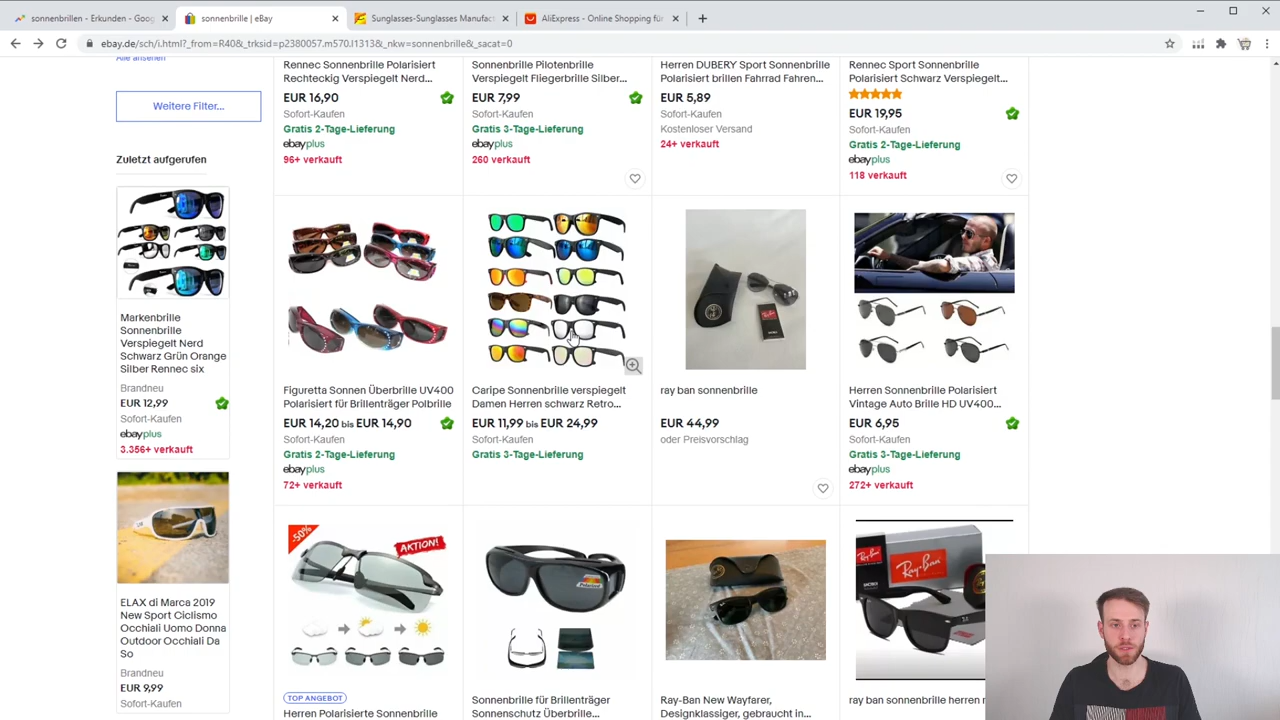 sonnenbrillen - Erkunden - Goog
sonnenbrille | eBay
Sunglasses-Sunglasses Manufact
AliExpress - Online Shopping für
ebay.de/sch/i.html?_from=R40&_trksid=p2380057.m570.l1313&_nkw=sonnenbrille&_sacat=0
Alle ansehen
Weitere Filter...
Zuletzt aufgerufen
Markenbrille
Sonnenbrille
Verspiegelt Nerd
Schwarz Grün Orange
Silber Rennec six
Brandneu
EUR 12,99
Sofort-Kaufen
ebayplus
3.356+ verkauft
ELAX di Marca 2019
New Sport Ciclismo
Occhiali Uomo Donna
Outdoor Occhiali Da
So
Brandneu
EUR 9,99
Sofort-Kaufen
Rennec Sonnenbrille Polarisiert
Rechteckig Verspiegelt Nerd...
EUR 16,90
Sofort-Kaufen
Gratis 2-Tage-Lieferung
ebayplus
96+ verkauft
Sonnenbrille Pilotenbrille
Verspiegelt Fliegerbrille Silber...
EUR 7,99
Sofort-Kaufen
Gratis 3-Tage-Lieferung
ebayplus
260 verkauft
Herren DUBERY Sport Sonnenbrille
Polarisiert brillen Fahrrad Fahren...
EUR 5,89
Sofort-Kaufen
Kostenloser Versand
24+ verkauft
Rennec Sport Sonnenbrille
Polarisiert Schwarz Verspiegelt...
EUR 19,95
Sofort-Kaufen
Gratis 2-Tage-Lieferung
ebayplus
118 verkauft
Figuretta Sonnen Überbrille UV400
Polarisiert für Brillenträger Polbrille
EUR 14,20 bis EUR 14,90
Sofort-Kaufen
Gratis 2-Tage-Lieferung
ebayplus
72+ verkauft
Caripe Sonnenbrille verspiegelt
Damen Herren schwarz Retro...
EUR 11,99 bis EUR 24,99
Sofort-Kaufen
Gratis 3-Tage-Lieferung
ray ban sonnenbrille
EUR 44,99
oder Preisvorschlag
Herren Sonnenbrille Polarisiert
Vintage Auto Brille HD UV400...
EUR 6,95
Sofort-Kaufen
Gratis 3-Tage-Lieferung
ebayplus
272+ verkauft
-50%
AKTION!
TOP ANGEBOT
Herren Polarisierte Sonnenbrille
Polarized
Sonnenbrille für Brillenträger
Sonnenschutz Überbrille...
Ray-Ban New Wayfarer,
Designklassiger, gebraucht in...
Ray-Ban
Ray-Ban
ray ban sonnenbrille herren